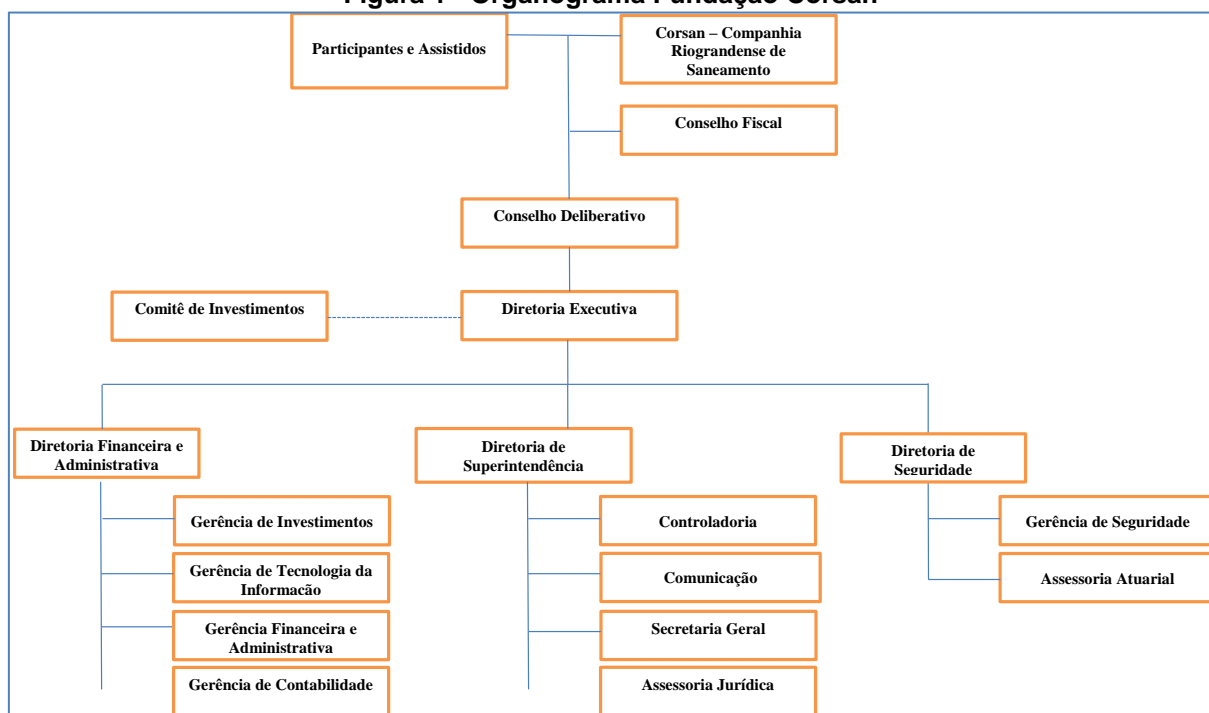 Figura 1 - Organograma Fundação Corsan
Participantes e Assistidos
Corsan – Companhia
Riograndense de
Saneamento
Conselho Fiscal
Conselho Deliberativo
Comitê de Investimentos
Diretoria Executiva
Diretoria Financeira e
Administrativa
Diretoria de
Superintendência
Diretoria de
Seguridade
Gerência de Investimentos
Controladoria
Gerência de Seguridade
Gerência de Tecnologia da
Informacão
Comunicação
Assessoria Atuarial
Gerência Financeira e
Administrativa
Secretaria Geral
Gerência de Contabilidade
Assessoria Jurídica